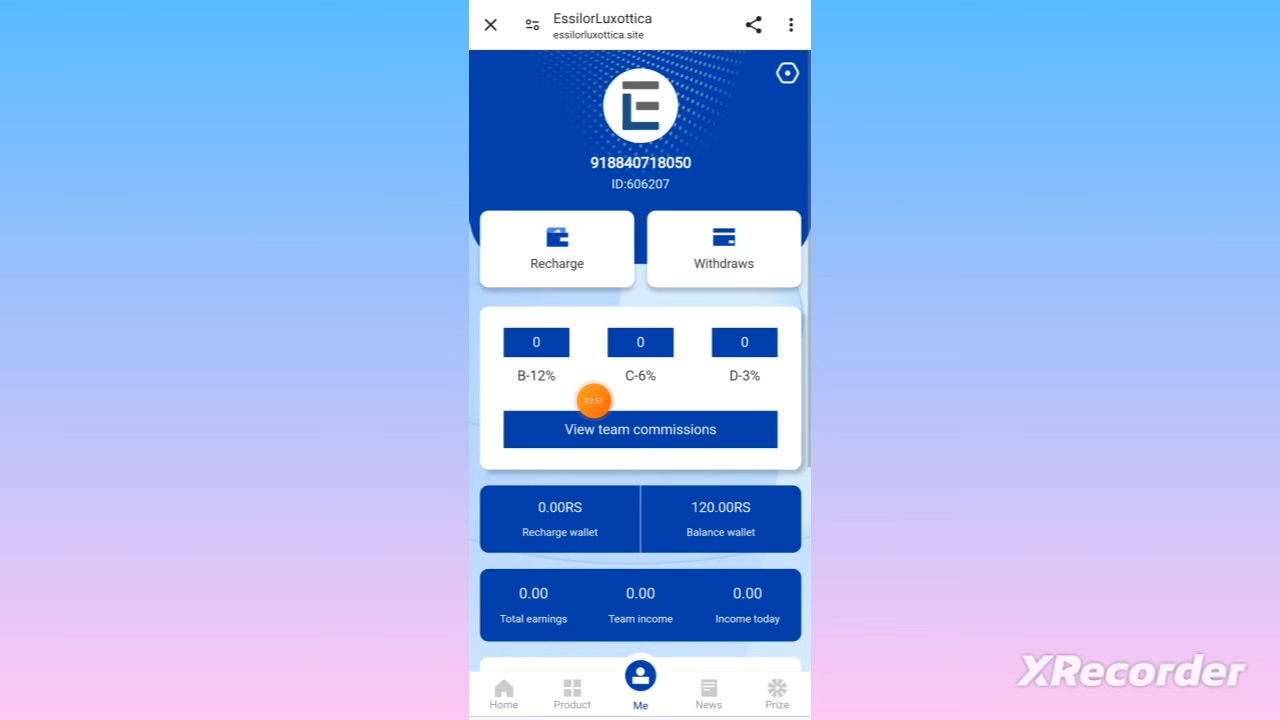 EssilorLuxottica
essilorluxottica.site
918840718050
ID:606207
Recharge
Withdraws
0
0
0
B-12%
C-6%
D-3%
03:51
View team commissions
0.00RS
120.00RS
Recharge wallet
Balance wallet
0.00
0.00
0.00
Total earnings
Team income
Income today
Home
Product
Me
News
Prize
XRecorder